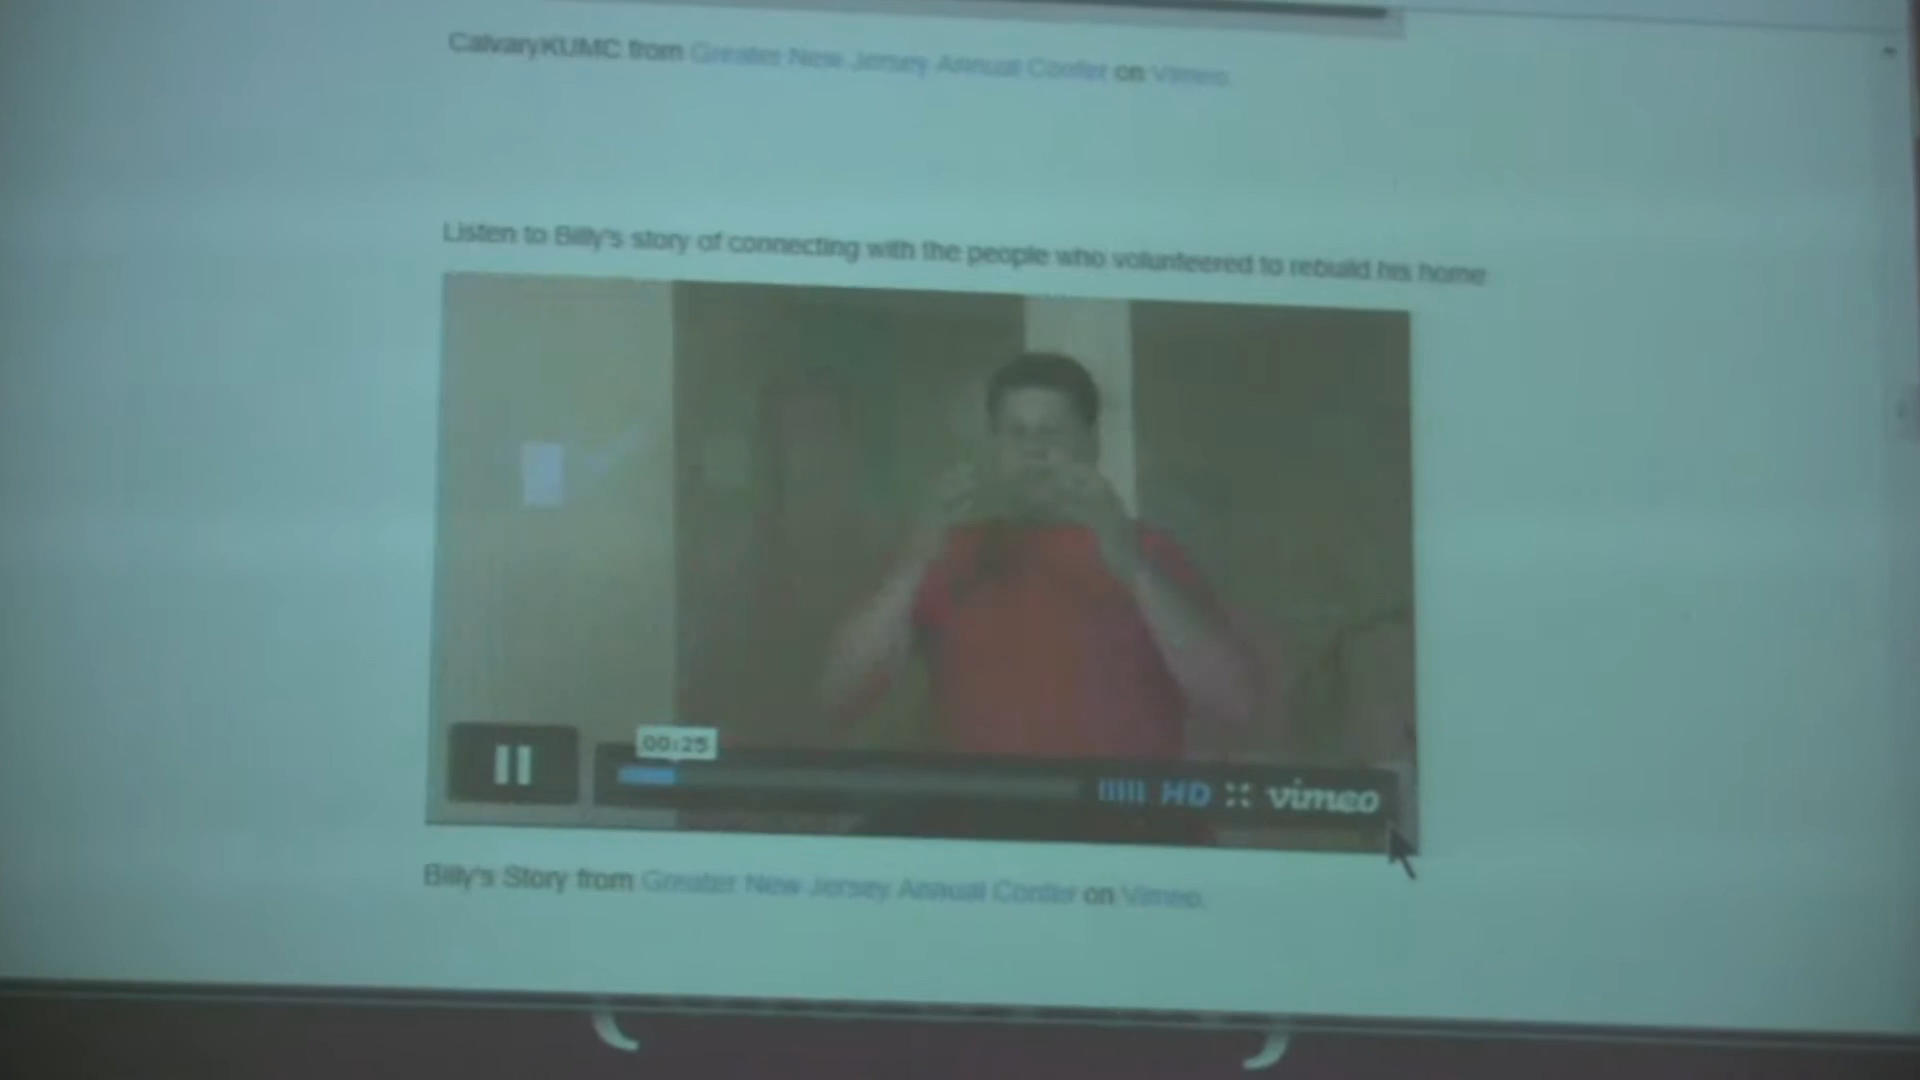 CalvaryKUMC from Greater New Jersey Annual Confer on Vimeo.
Listen to Billy's story of connecting with the people who volunteered to rebuild his home
00:25
HD vimeo
Billy's Story from Greater New Jersey Annual Confer on Vimeo.